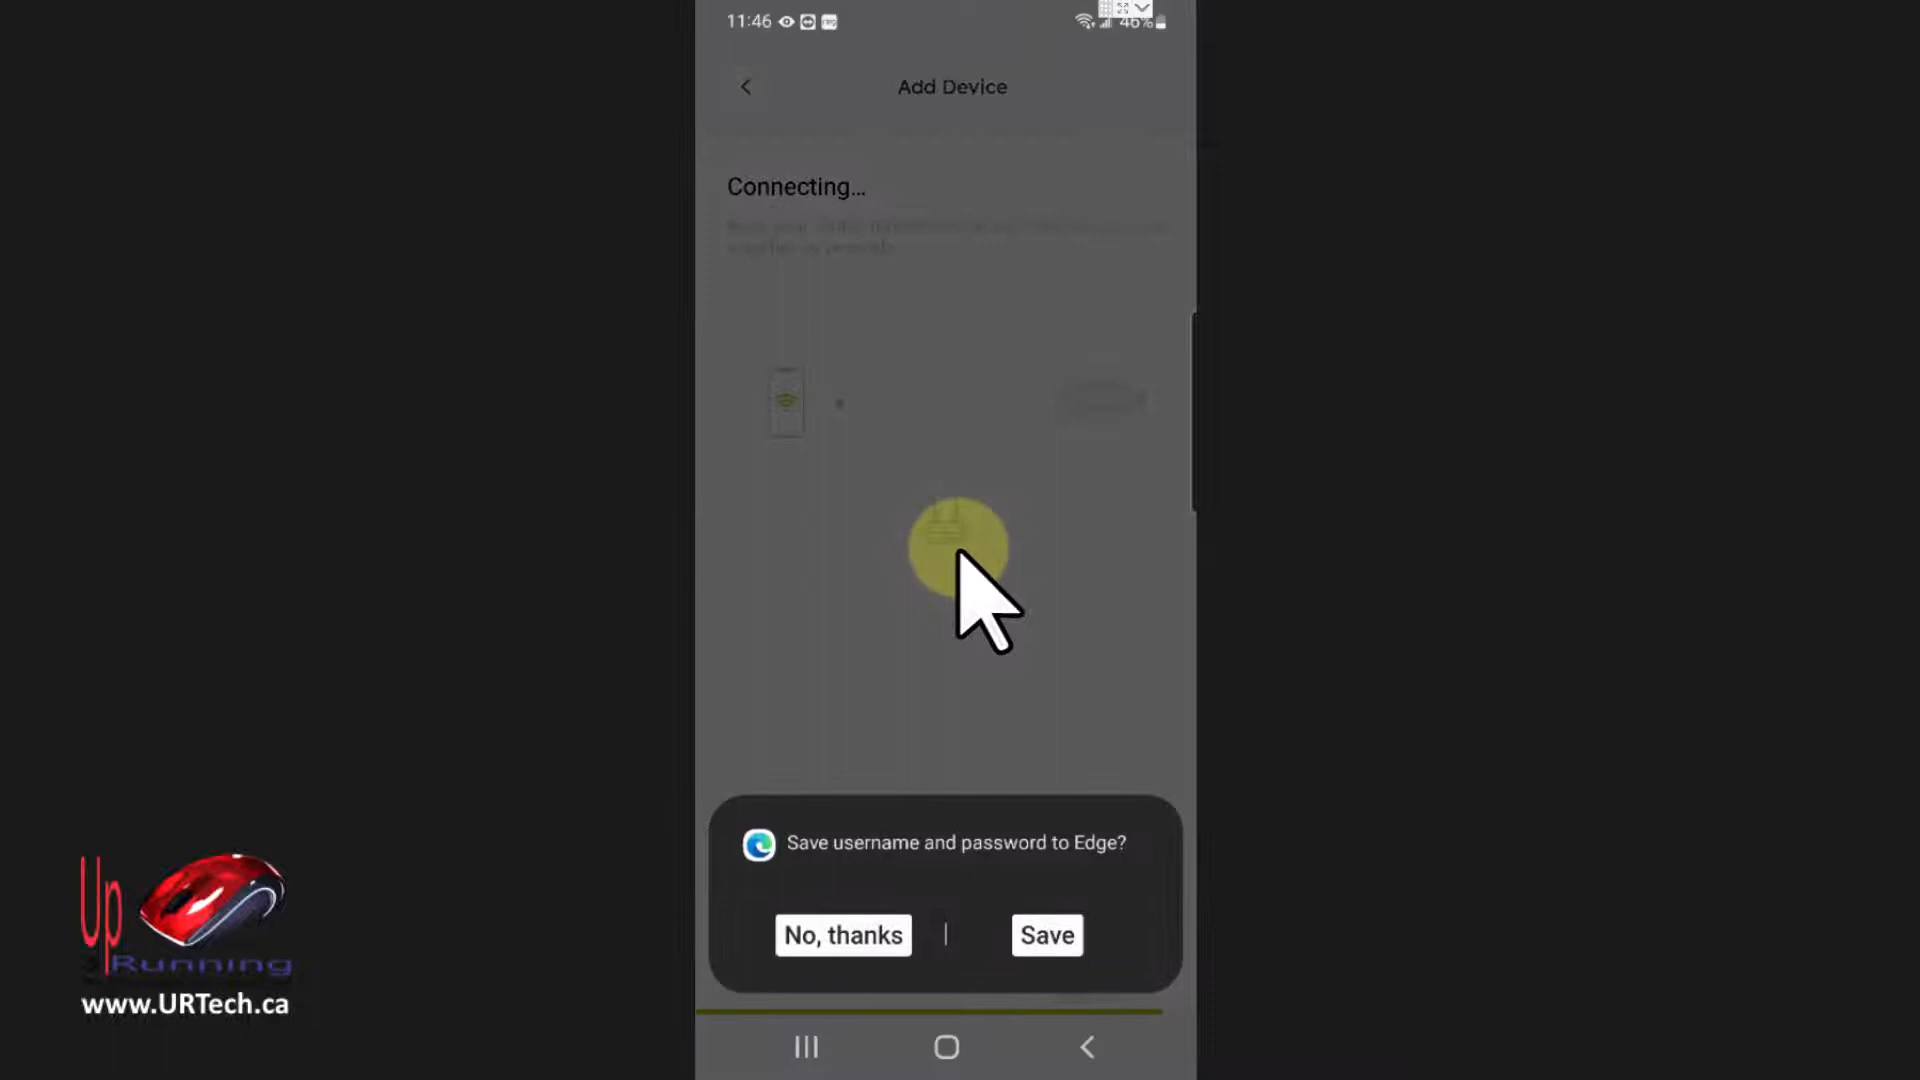 11:46
46%
Add Device
Connecting...
Save username and password to Edge?
No, thanks | Save
Up
Running
www.URTech.ca